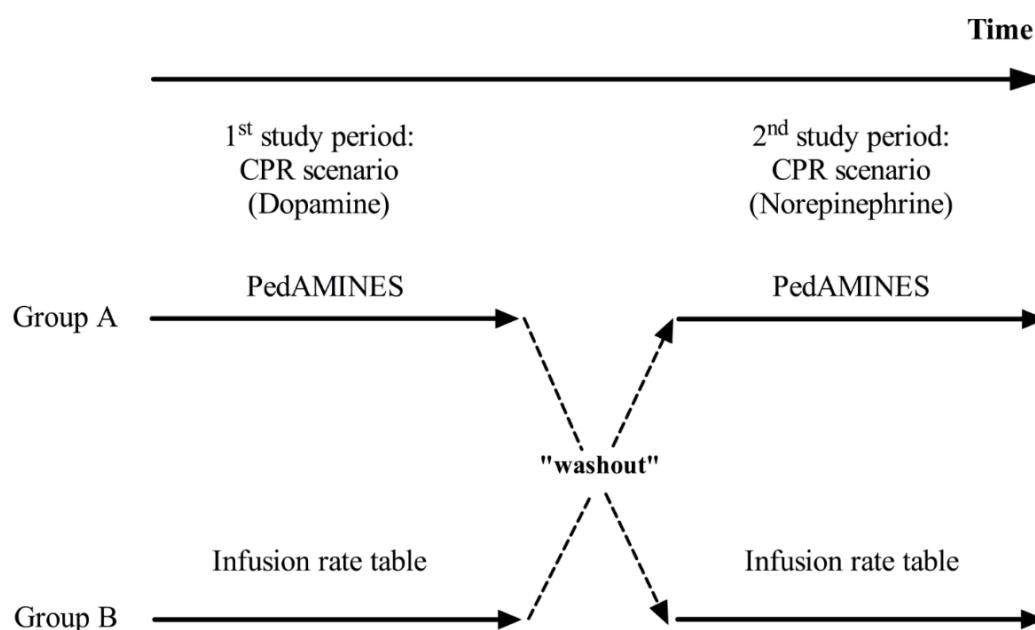 Time
1st study period:
CPR scenario
(Dopamine)
2nd study period:
CPR scenario
(Norepinephrine)
PedAMINES
PedAMINES
Group A
"washout"
Infusion rate table
Infusion rate table
Group B